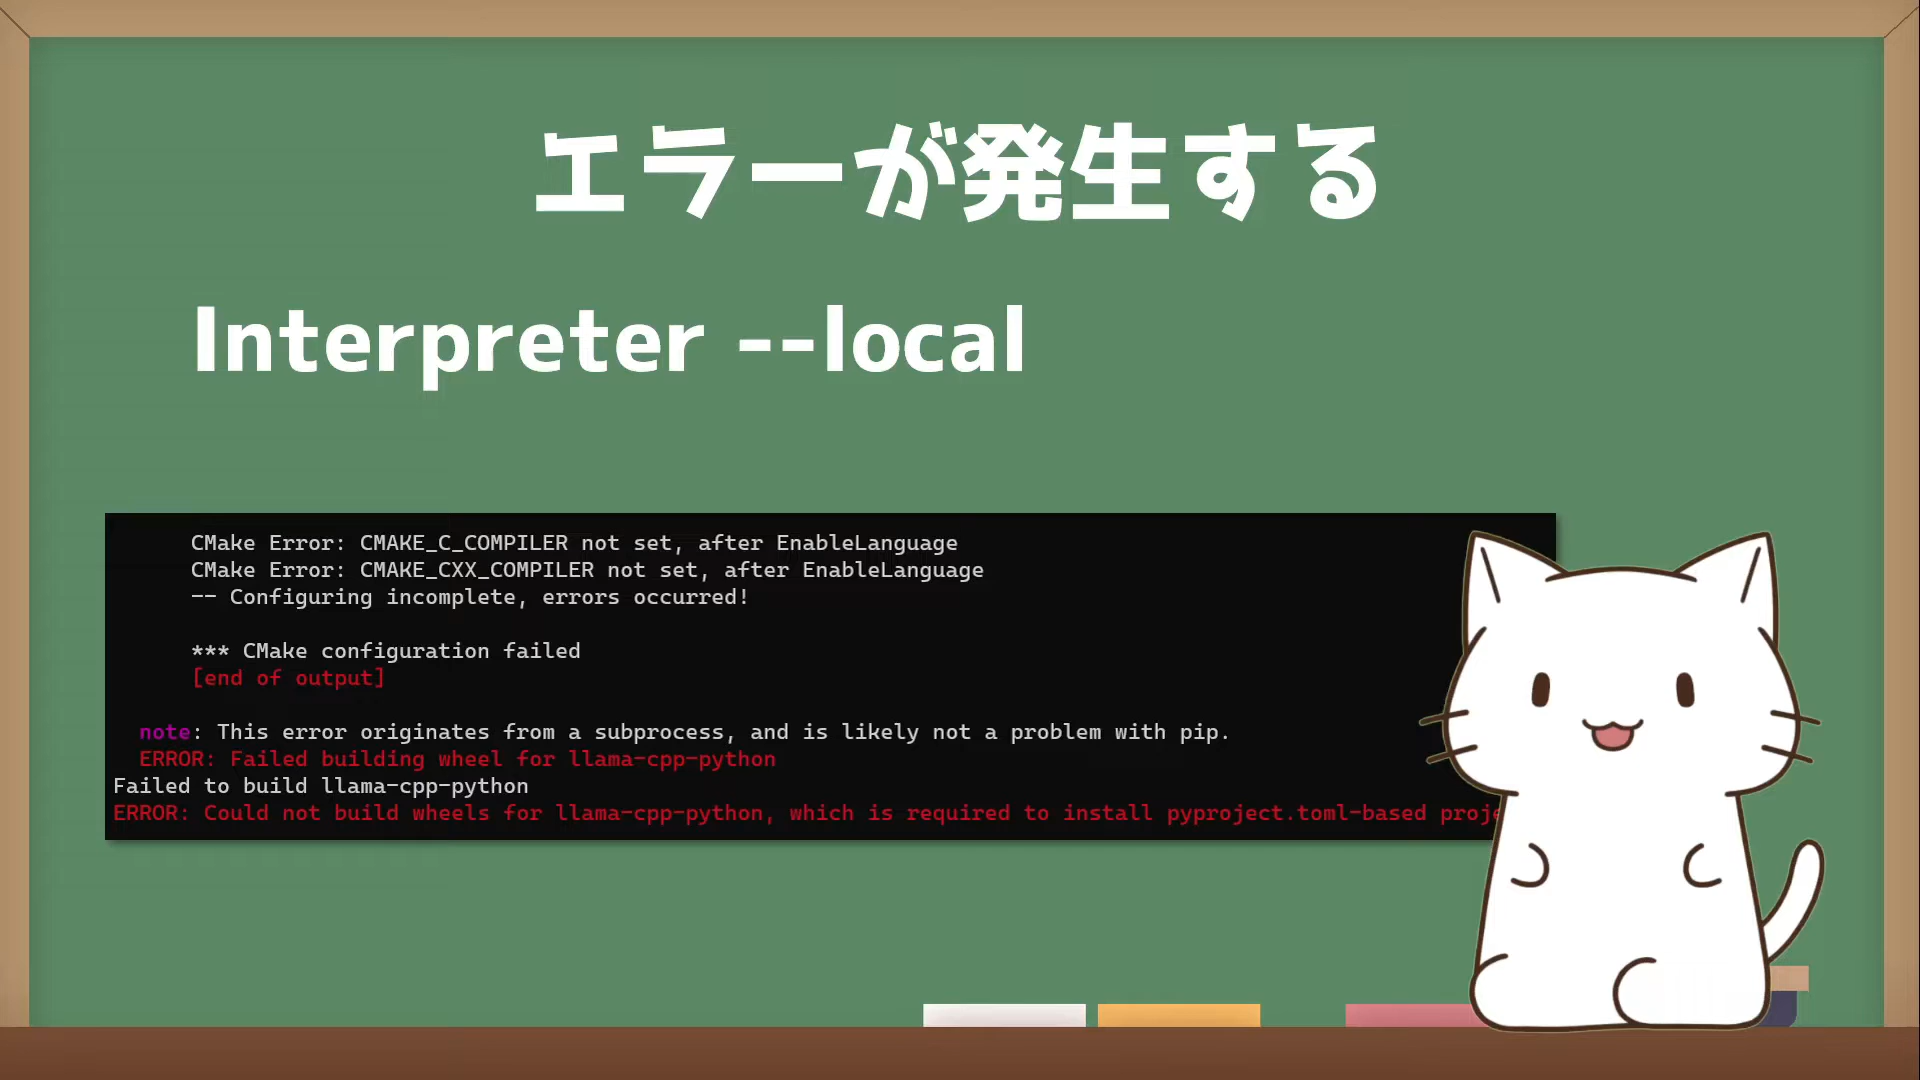 エラーが発生する
Interpreter --local
CMake Error: CMAKE_C_COMPILER not set, after EnableLanguage
CMake Error: CMAKE_CXX_COMPILER not set, after EnableLanguage
-- Configuring incomplete, errors occurred!
*** CMake configuration failed
[end of output]
note: This error originates from a subprocess, and is likely not a problem with pip.
ERROR: Failed building wheel for llama-cpp-python
Failed to build llama-cpp-python
ERROR: Could not build wheels for llama-cpp-python, which is required to install pyproject.toml-based